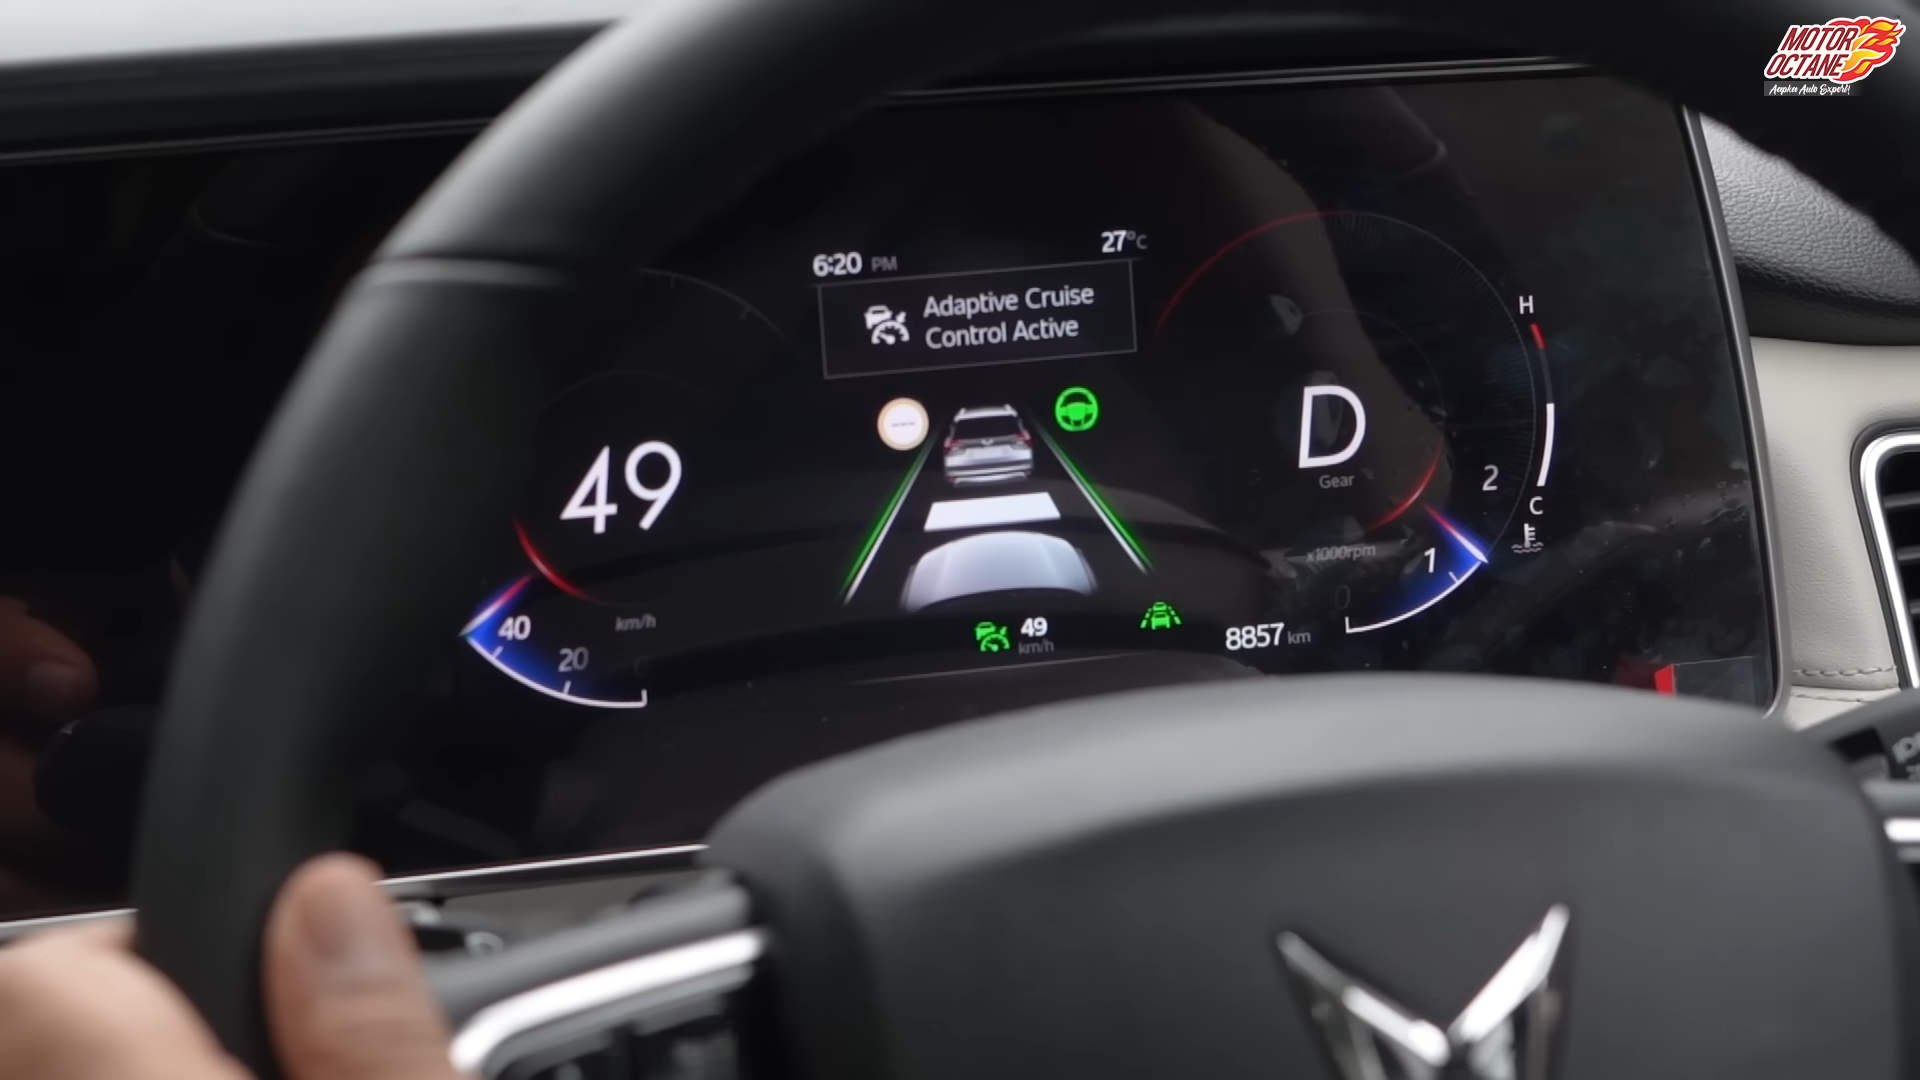 MOTOR
OCTANE
Aapka Auto Expert!
6:20 PM
27°C
Adaptive Cruise
Control Active
49
D
Gear
H
2
C
x1000rpm
1
0
40
20
0
km/h
49
km/h
8857 km